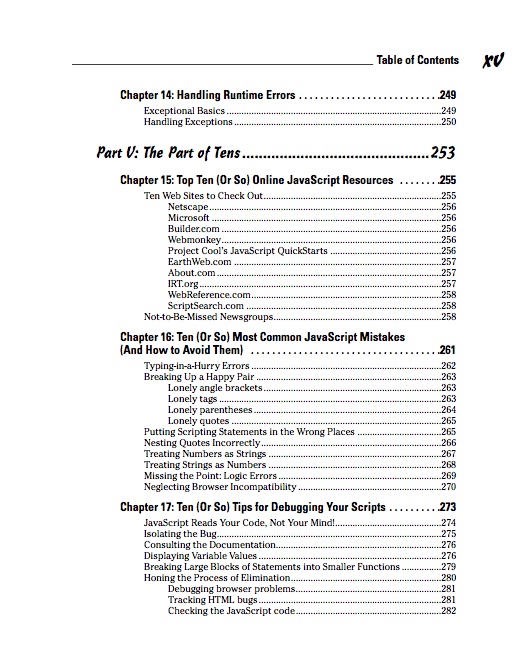 Table of Contents xv
Chapter 14: Handling Runtime Errors . . . . . . . . . . . . . . . . . . . . . . . . . . .249
Exceptional Basics ....................249
Handling Exceptions ....................250
Part V: The Part of Tens ....................253
Chapter 15: Top Ten (Or So) Online JavaScript Resources . . . . . . . .255
Ten Web Sites to Check Out ....................255
Netscape ....................256
Microsoft ....................256
Builder.com ....................256
Webmonkey ....................256
Project Cool's JavaScript QuickStarts ....................256
EarthWeb.com ....................257
About.com ....................257
IRT.org ....................257
WebReference.com ....................258
ScriptSearch.com ....................258
Not-to-Be-Missed Newsgroups ....................258
Chapter 16: Ten (Or So) Most Common JavaScript Mistakes
(And How to Avoid Them) . . . . . . . . . . . . . . . . . . . . . . . . . . . . . . . . . . .261
Typing-in-a-Hurry Errors ....................262
Breaking Up a Happy Pair ....................263
Lonely angle brackets ....................263
Lonely tags ....................263
Lonely parentheses ....................264
Lonely quotes ....................265
Putting Scripting Statements in the Wrong Places ....................265
Nesting Quotes Incorrectly ....................266
Treating Numbers as Strings ....................267
Treating Strings as Numbers ....................268
Missing the Point: Logic Errors ....................269
Neglecting Browser Incompatibility ....................270
Chapter 17: Ten (Or So) Tips for Debugging Your Scripts . . . . . . . . . .273
JavaScript Reads Your Code, Not Your Mind! ....................274
Isolating the Bug ....................275
Consulting the Documentation ....................276
Displaying Variable Values ....................276
Breaking Large Blocks of Statements into Smaller Functions ....................279
Honing the Process of Elimination ....................280
Debugging browser problems ....................281
Tracking HTML bugs ....................281
Checking the JavaScript code ....................282